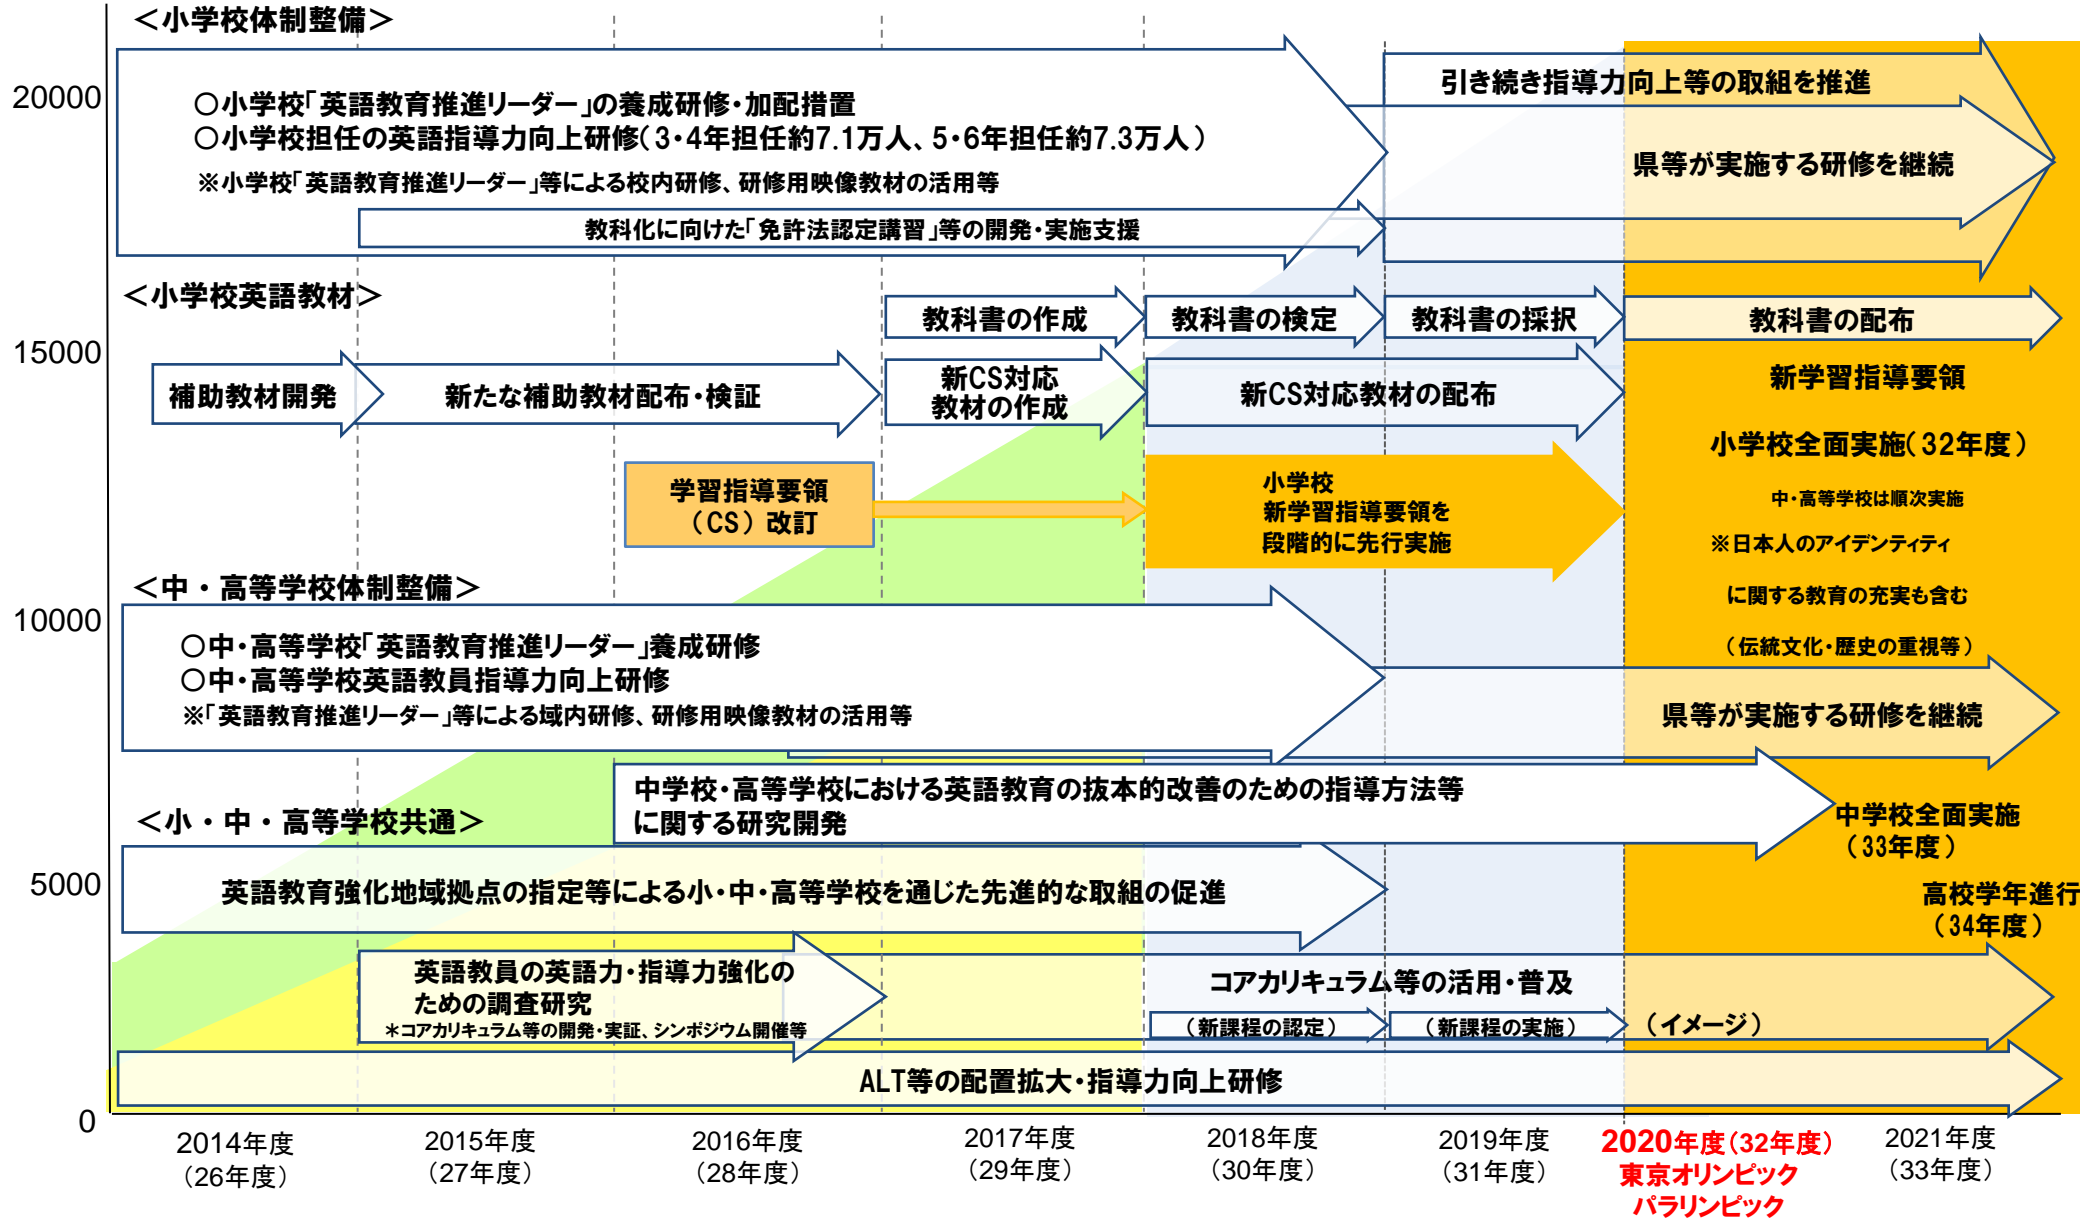 ＜小学校体制整備＞
20000
○小学校「英語教育推進リーダー」の養成研修・加配措置
○小学校担任の英語指導力向上研修（3・4年担任約7.1万人、5・6年担任約7.3万人）
※小学校「英語教育推進リーダー」等による校内研修、研修用映像教材の活用等
教科化に向けた「免許法認定講習」等の開発・実施支援
引き続き指導力向上等の取組を推進
県等が実施する研修を継続
＜小学校英語教材＞
15000
教科書の作成
教科書の検定
教科書の採択
教科書の配布
補助教材開発
新たな補助教材配布・検証
新CS対応
教材の作成
新CS対応教材の配布
新学習指導要領
小学校全面実施（32年度）
中・高等学校は順次実施
※日本人のアイデンティティ
に関する教育の充実も含む
（伝統文化・歴史の重視等）
学習指導要領
（CS）改訂
小学校
新学習指導要領を
段階的に先行実施
＜中・高等学校体制整備＞
10000
○中・高等学校「英語教育推進リーダー」養成研修
○中・高等学校英語教員指導力向上研修
※「英語教育推進リーダー」等による域内研修、研修用映像教材の活用等
県等が実施する研修を継続
中学校・高等学校における英語教育の抜本的改善のための指導方法等
に関する研究開発
中学校全面実施
（33年度）
高校学年進行
（34年度）
＜小・中・高等学校共通＞
5000
英語教育強化地域拠点の指定等による小・中・高等学校を通じた先進的な取組の促進
英語教員の英語力・指導力強化の
ための調査研究
＊コアカリキュラム等の開発・実証、シンポジウム開催等
コアカリキュラム等の活用・普及
（新課程の認定）
（新課程の実施）
（イメージ）
ALT等の配置拡大・指導力向上研修
0
2014年度
（26年度）
2015年度
（27年度）
2016年度
（28年度）
2017年度
（29年度）
2018年度
（30年度）
2019年度
（31年度）
2020年度（32年度）
東京オリンピック
パラリンピック
2021年度
（33年度）